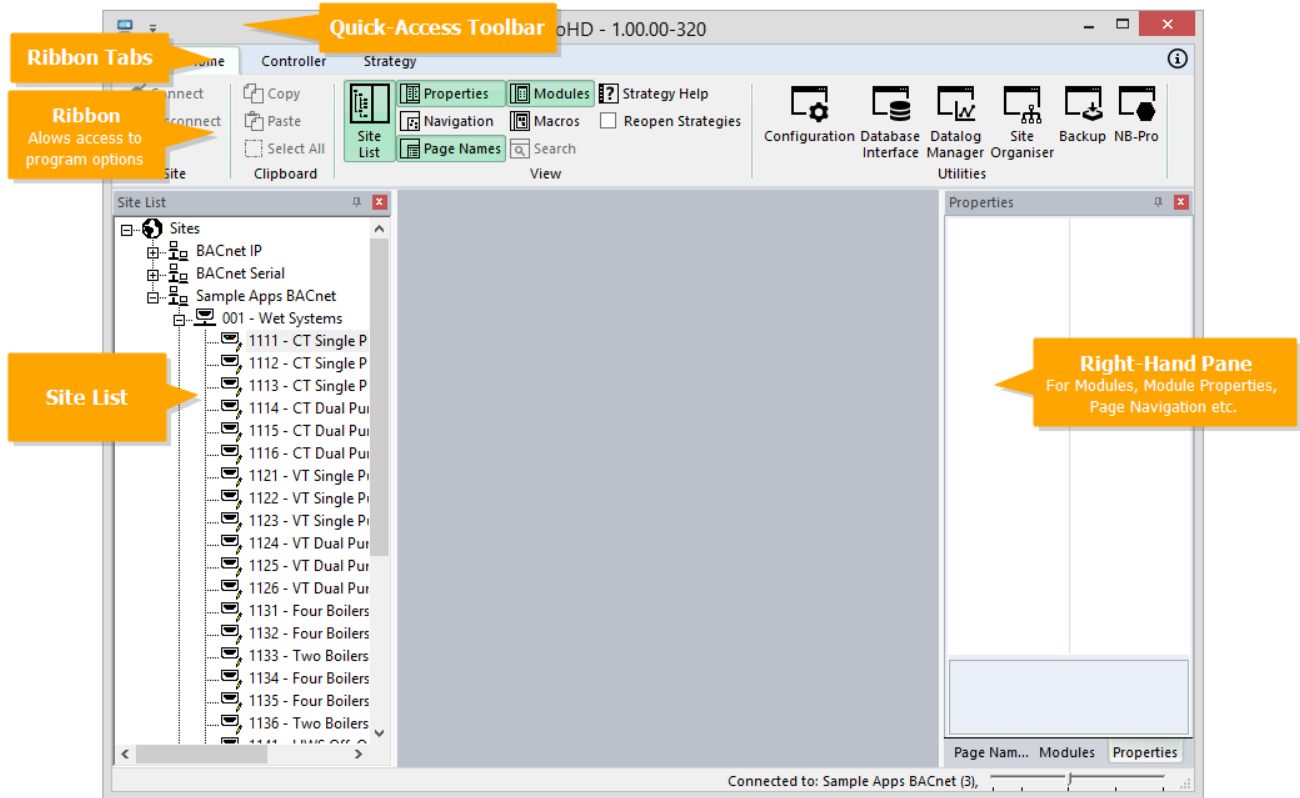 Quick-Access Toolbar
oHD - 1.00.00-320
Ribbon Tabs
Controller
Strategy
Ribbon
Alows access to
program options
Copy
Paste
Select All
Site
List
Properties
Navigation
Page Names
Modules
Macros
Search
Strategy Help
Reopen Strategies
Configuration
Database
Interface
Datalog
Manager
Site
Organiser
Backup
NB-Pro
Site
Clipboard
View
Utilities
Site List
Properties
Sites
BACnet IP
BACnet Serial
Sample Apps BACnet
001 - Wet Systems
1111 - CT Single P
1112 - CT Single P
1113 - CT Single P
1114 - CT Dual Pu
1115 - CT Dual Pu
1116 - CT Dual Pu
1121 - VT Single P
1122 - VT Single P
1123 - VT Single P
1124 - VT Dual Pur
1125 - VT Dual Pur
1126 - VT Dual Pur
1131 - Four Boilers
1132 - Four Boilers
1133 - Two Boilers
1134 - Four Boilers
1135 - Four Boilers
1136 - Two Boilers
Site List
Right-Hand Pane
For Modules, Module Properties,
Page Navigation etc.
Page Nam...
Modules
Properties
Connected to: Sample Apps BACnet (3),